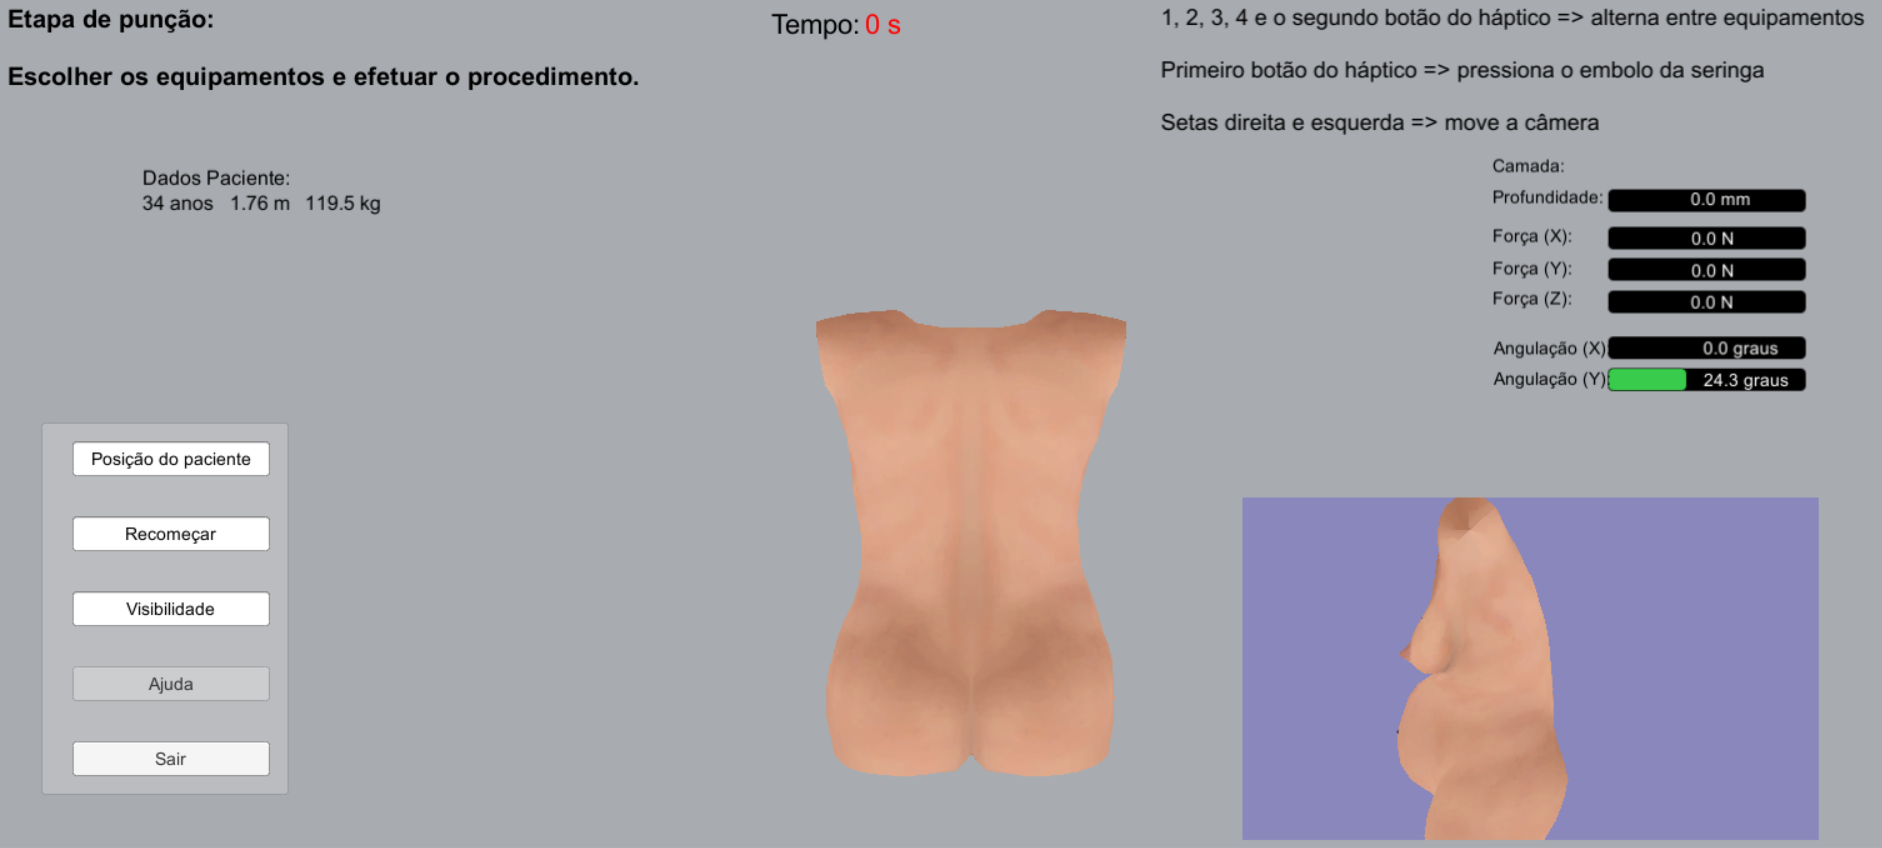 Etapa de punção:
Escolher os equipamentos e efetuar o procedimento.
Tempo: 0 s
1, 2, 3, 4 e o segundo botão do háptico => alterna entre equipamentos
Primeiro botão do háptico => pressiona o embolo da seringa
Setas direita e esquerda => move a câmera
Dados Paciente:
34 anos 1.76 m 119.5 kg
Camada:
Profundidade: 0.0 mm
Força (X): 0.0 N
Força (Y): 0.0 N
Força (Z): 0.0 N
Angulação (X) 0.0 graus
Angulação (Y): 24.3 graus
Posição do paciente
Recomeçar
Visibilidade
Ajuda
Sair